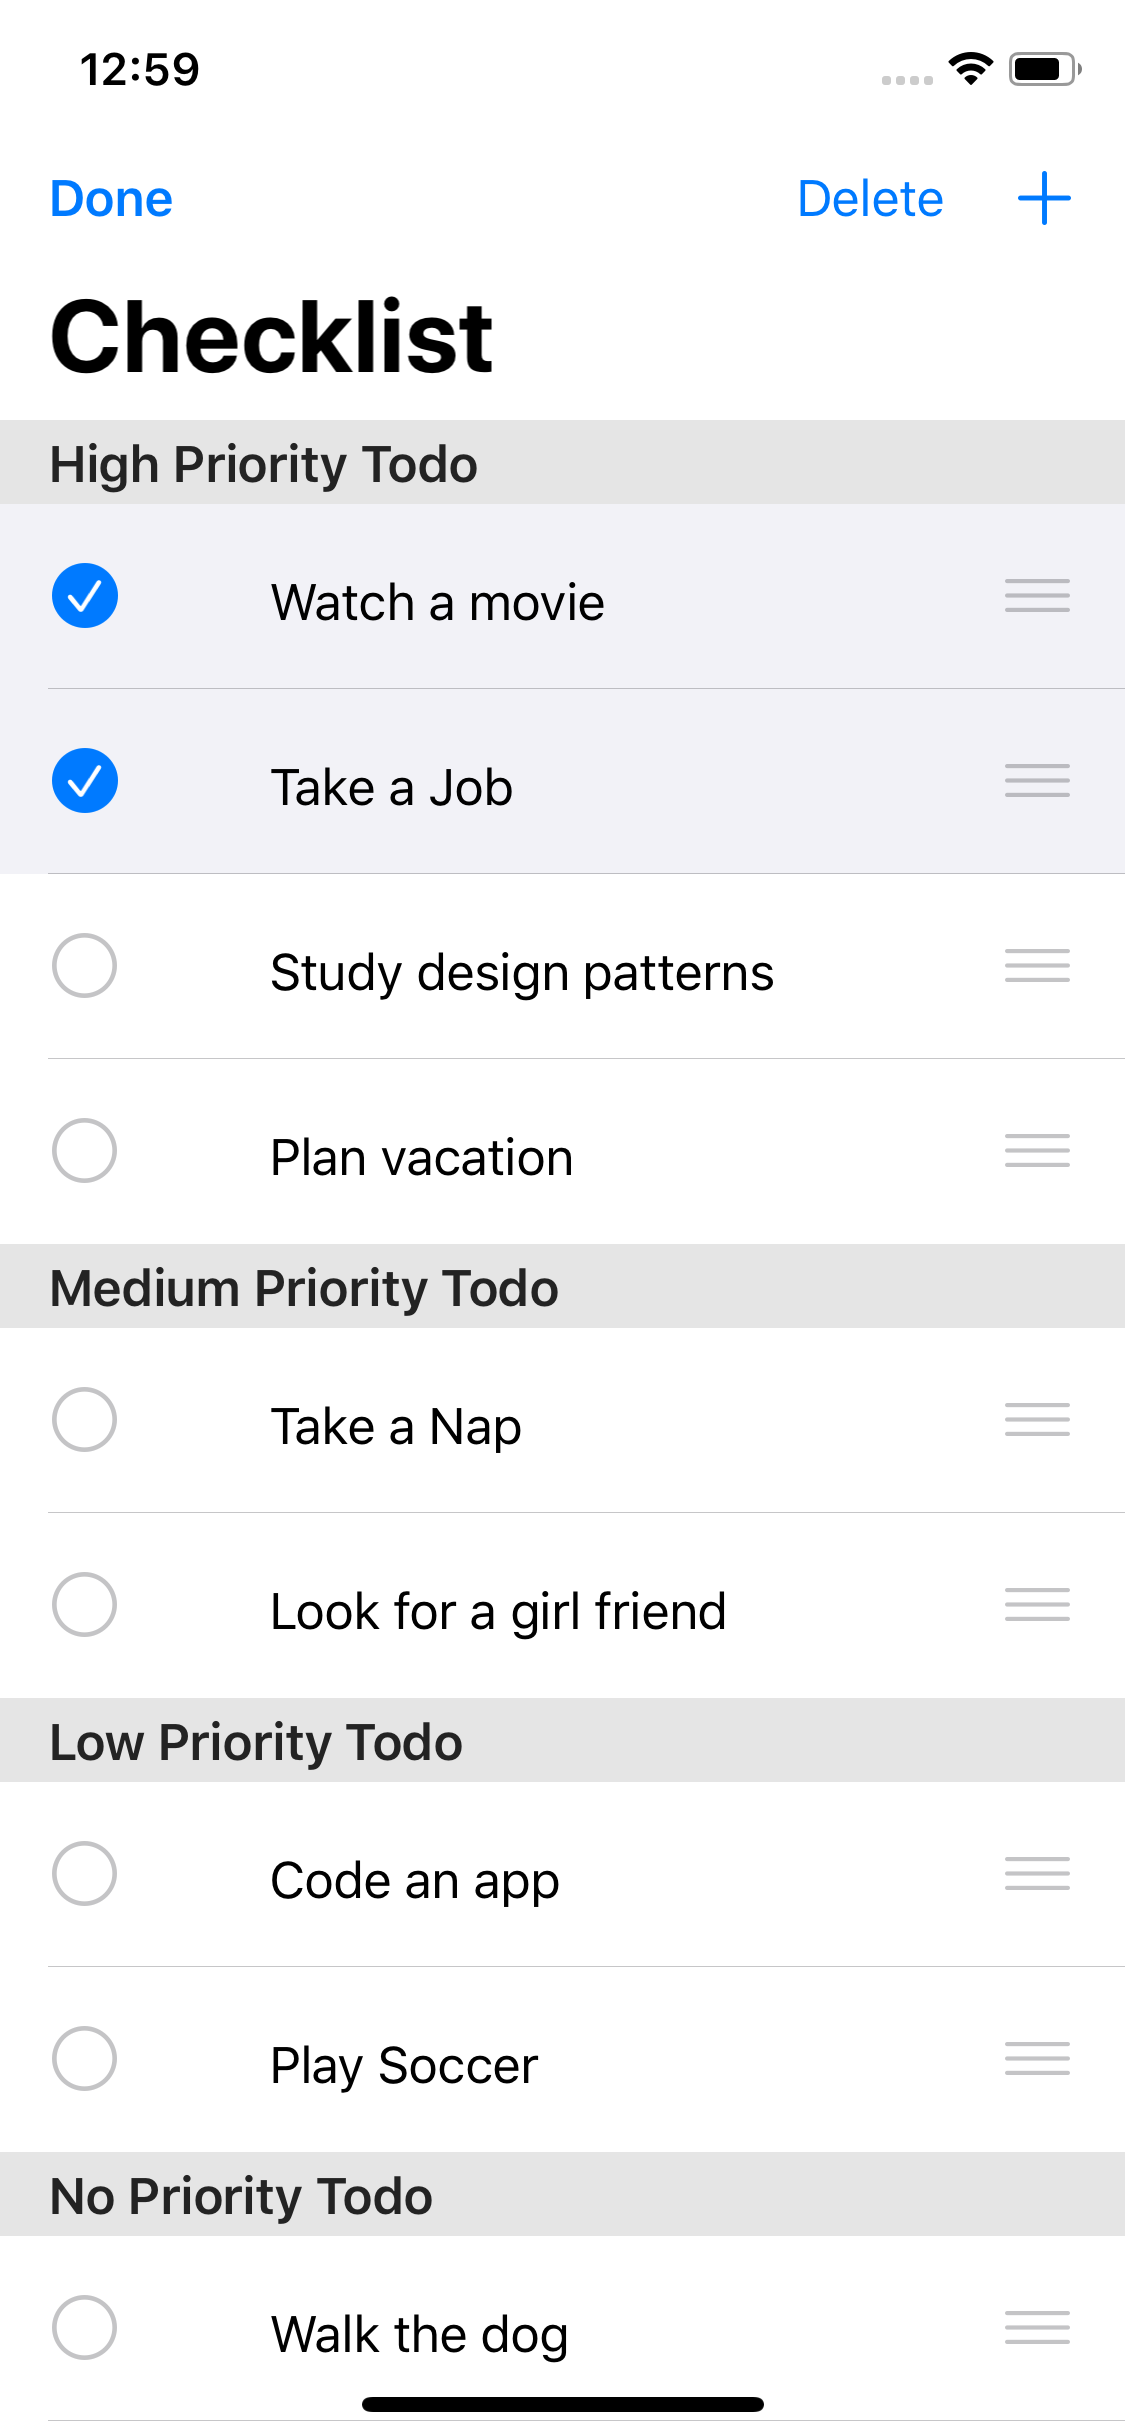 12:59
Done Delete
Checklist
High Priority Todo
Watch a movie
Take a Job
Study design patterns
Plan vacation
Medium Priority Todo
Take a Nap
Look for a girl friend
Low Priority Todo
Code an app
Play Soccer
No Priority Todo
Walk the dog